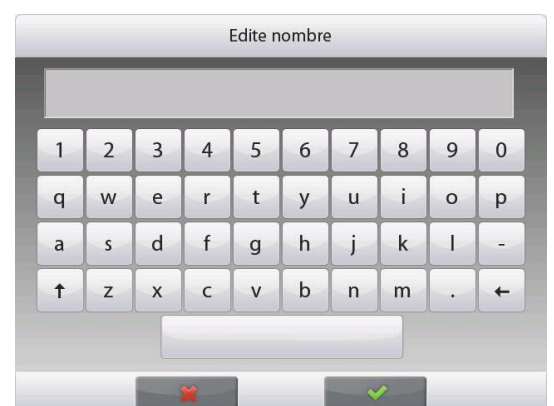 Edite nombre
1 2 3 4 5 6 7 8 9 0
q w e r t y u i o p
a s d f g h j k l -
↑ z x c v b n m . ←